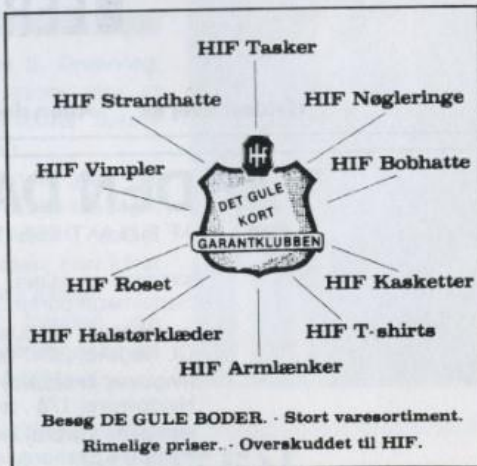 HIF Tasker
HIF Strandhatte
HIF Nøgleringe
HIF Vimpler
HIF Bobhatte
HIF
DET GULE
KORT
GARANTKLUBBEN
HIF Roset
HIF Kasketter
HIF Halstørklæder
HIF T-shirts
HIF Armlænker
Besøg DE GULE BODER. · Stort varesortiment.
Rimelige priser. · Overskuddet til HIF.